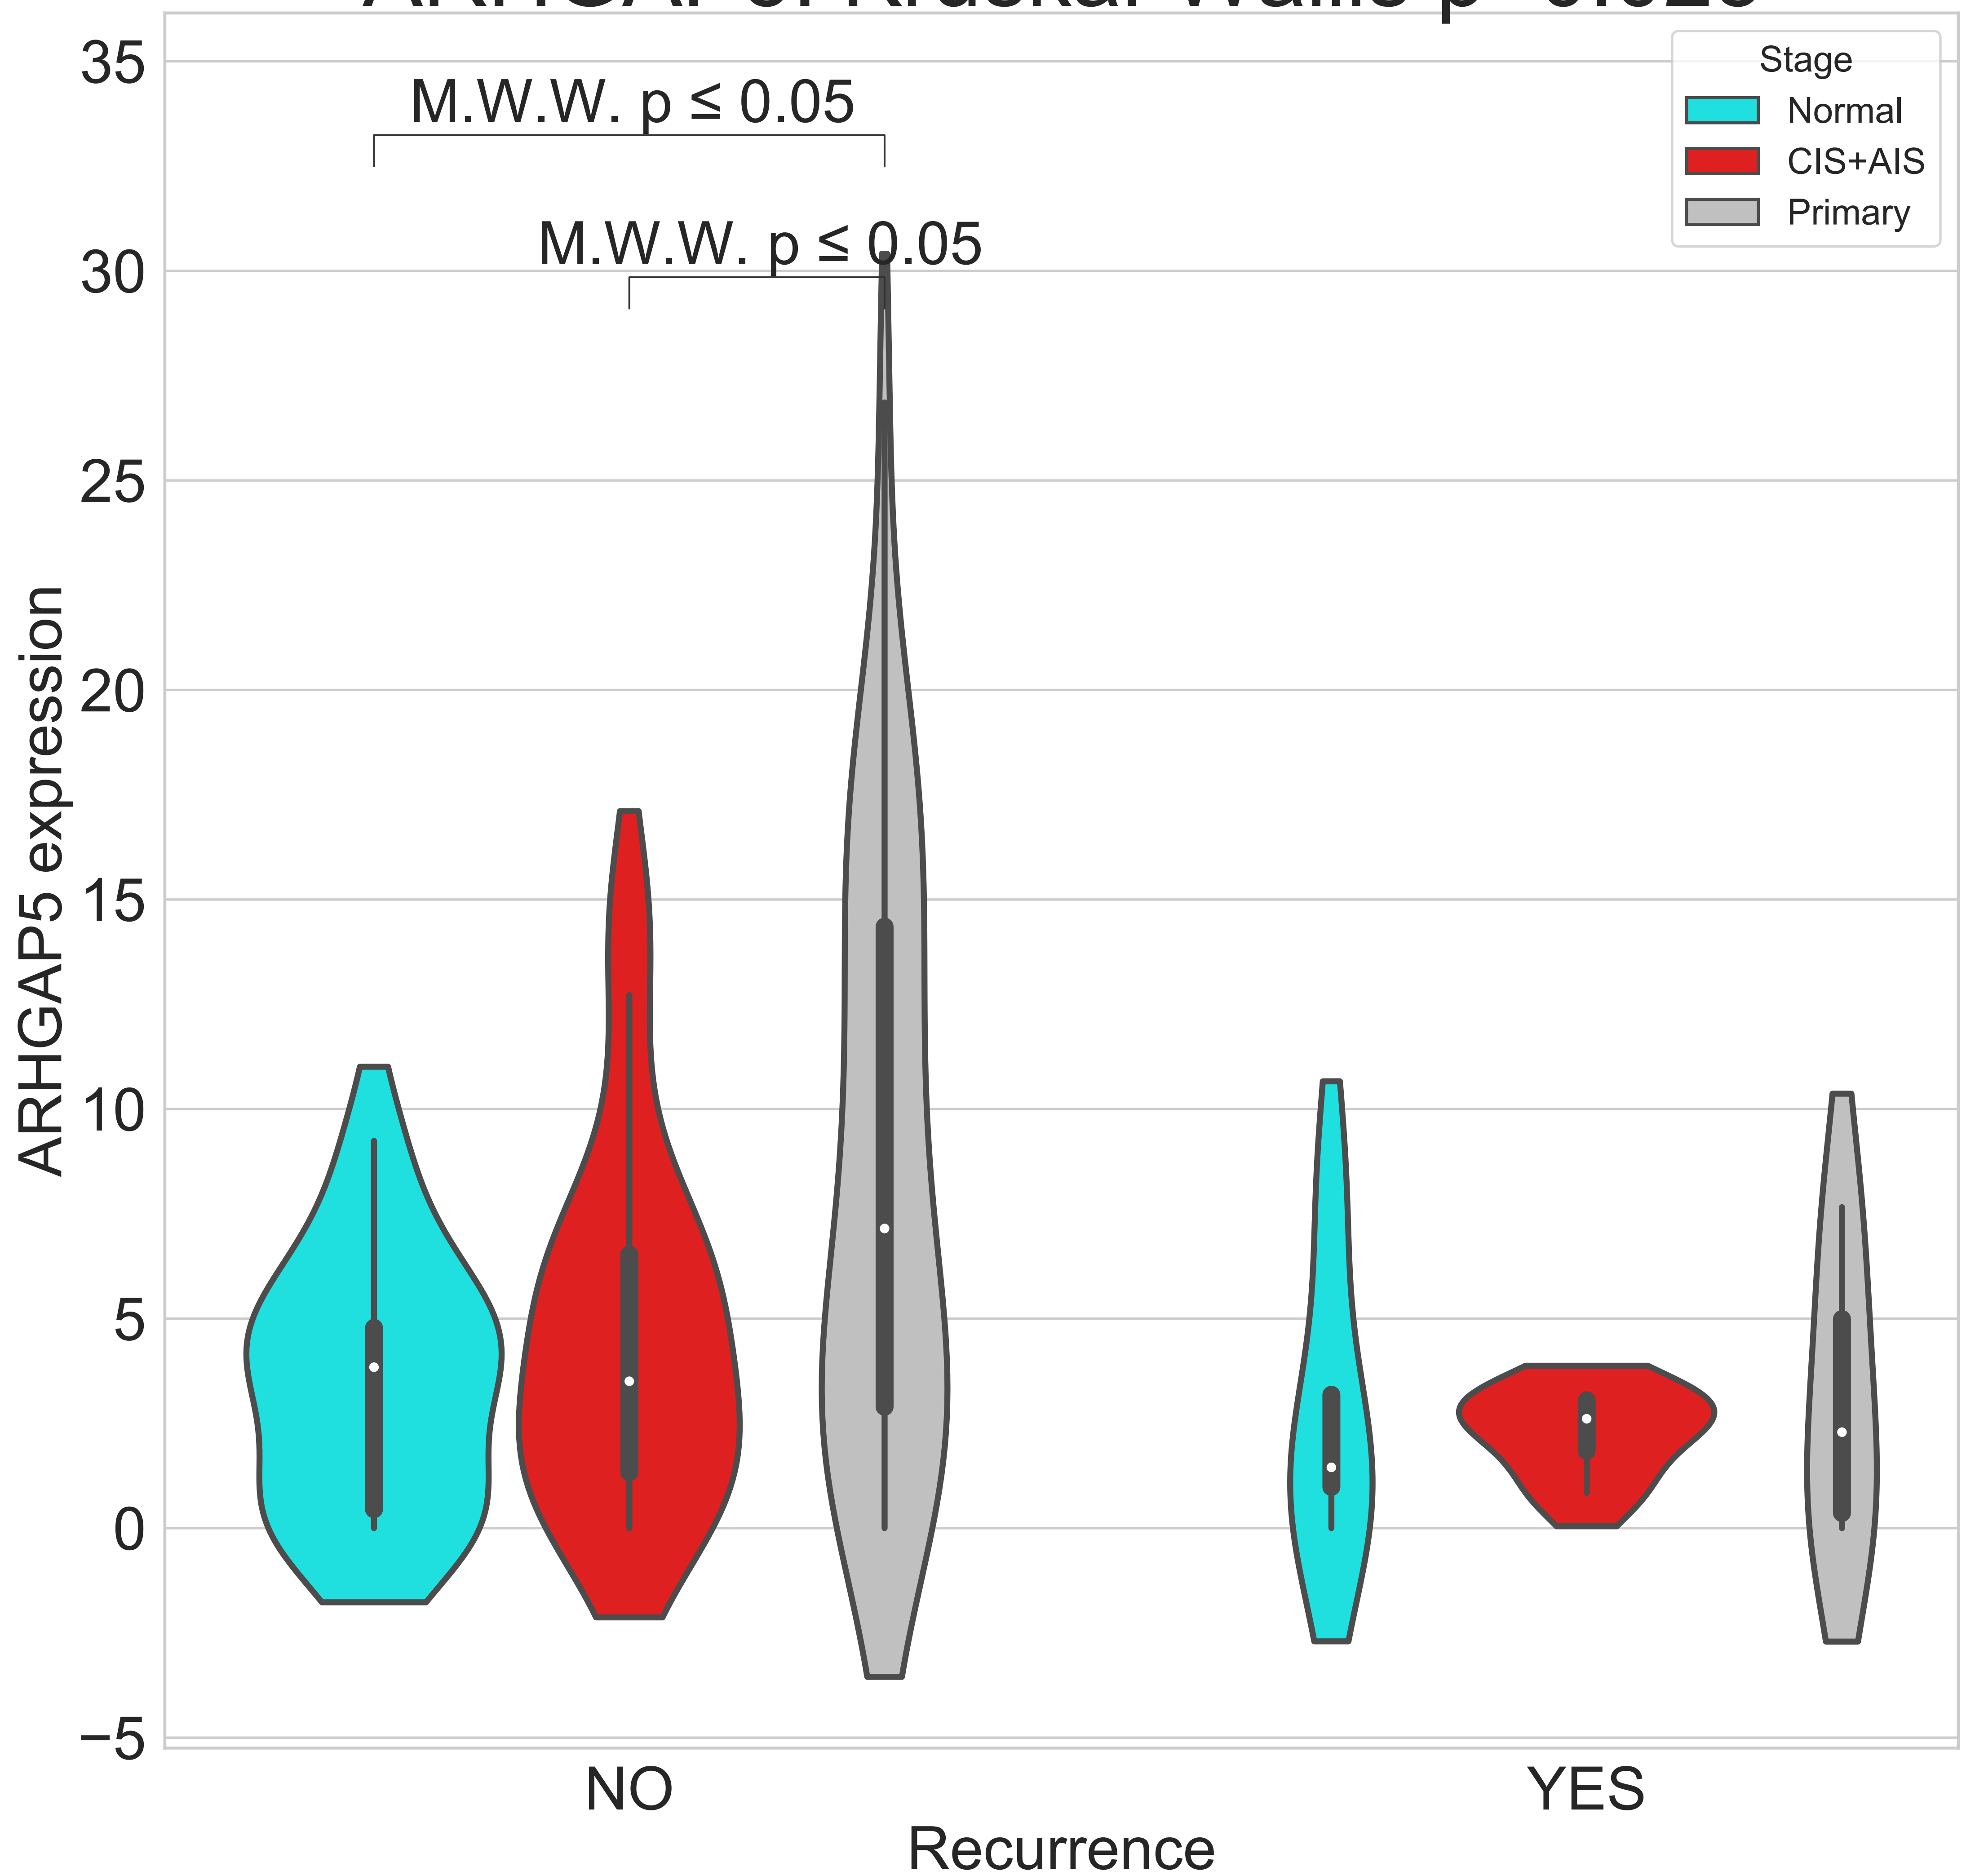 35
M.W.W. p ≤ 0.05
M.W.W. p ≤ 0.05
30
25
20
15
10
5
0
−5
ARHGAP5 expression
Stage
Normal
CIS+AIS
Primary
NO
YES
Recurrence